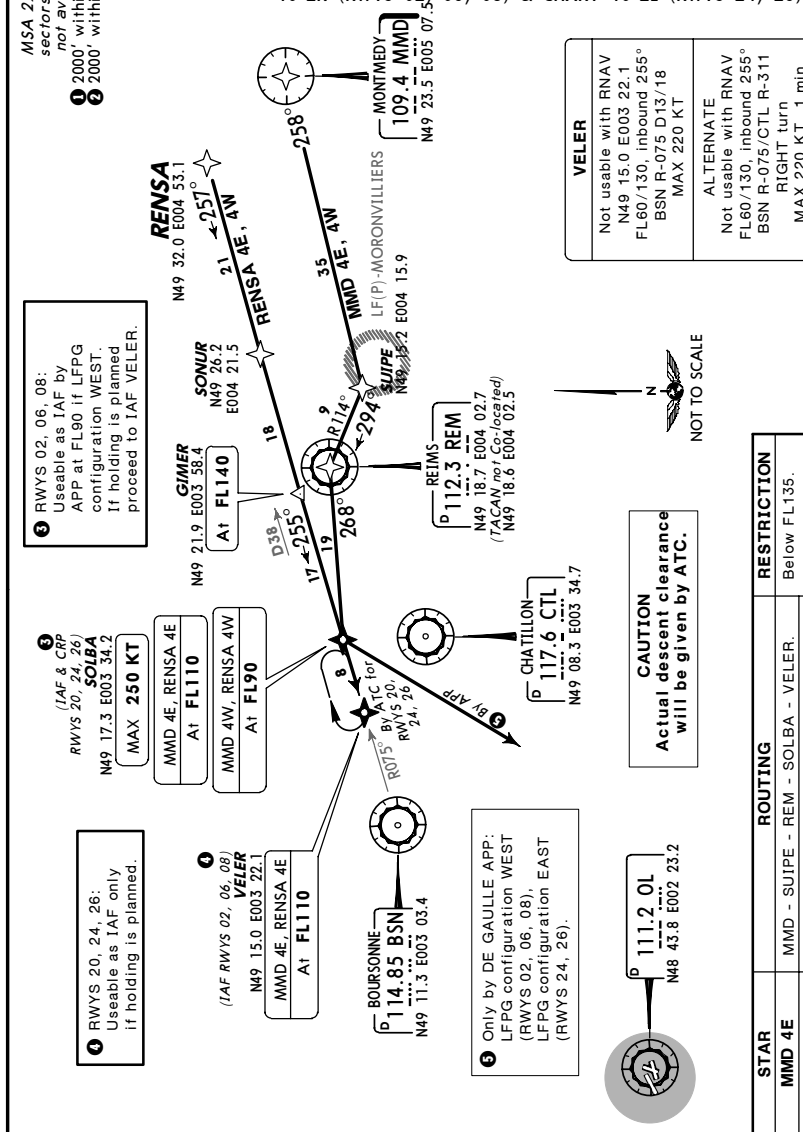 MSA 2
sectors
not av
❶ 2000' withi
❷ 2000' within
❸ RWYS 02, 06, 08:
Useable as IAF by
APP at FL90 if LFPG
configuration WEST.
If holding is planned
proceed to IAF VELER.
RENSA
N49 32.0 E004 53.1
257°
21
RENSA 4E, 4W
MONTMEDY
109.4 MMD
N49 23.5 E005 07.5
258°
35
MMD 4E, 4W
LF(P)-MORONVILLIERS
SONUR
N49 26.2
E004 21.5
18
GIMER
N49 21.9 E003 58.4
At FL140
D38
255°
17
SUIPE
N49 15.2 E004 15.9
9
R114°
294°
REIMS
D 112.3 REM
N49 18.7 E004 02.7
(TACAN not Co-located)
N49 18.6 E004 02.5
268°
19
❸
(IAF & CRP
RWYS 20, 24, 26)
SOLBA
N49 17.3 E003 34.2
MAX 250 KT
MMD 4E, RENSA 4E
At FL110
MMD 4W, RENSA 4W
At FL90
8
By ATC for
RWYS 20,
24, 26
By APP
❺
CHATILLON
D 117.6 CTL
N49 08.3 E003 34.7
❹ RWYS 20, 24, 26:
Useable as IAF only
if holding is planned.
❹
(IAF RWYS 02, 06, 08)
VELER
N49 15.0 E003 22.1
MMD 4E, RENSA 4E
At FL110
R075°
BOURSONNE
D 114.85 BSN
N49 11.3 E003 03.4
❺ Only by DE GAULLE APP:
LFPG configuration WEST
(RWYS 02, 06, 08),
LFPG configuration EAST
(RWYS 24, 26).
D 111.2 OL
N48 43.8 E002 23.2
VELER
Not usable with RNAV
N49 15.0 E003 22.1
FL60/130, inbound 255°
BSN R-075 D13/18
MAX 220 KT
ALTERNATE
Not usable with RNAV
FL60/130, inbound 255°
BSN R-075/CTL R-311
RIGHT turn
MAX 220 KT 1 min
N
NOT TO SCALE
CAUTION
Actual descent clearance
will be given by ATC.
STAR ROUTING RESTRICTION
MMD 4E MMD - SUIPE - REM - SOLBA - VELER. Below FL135.